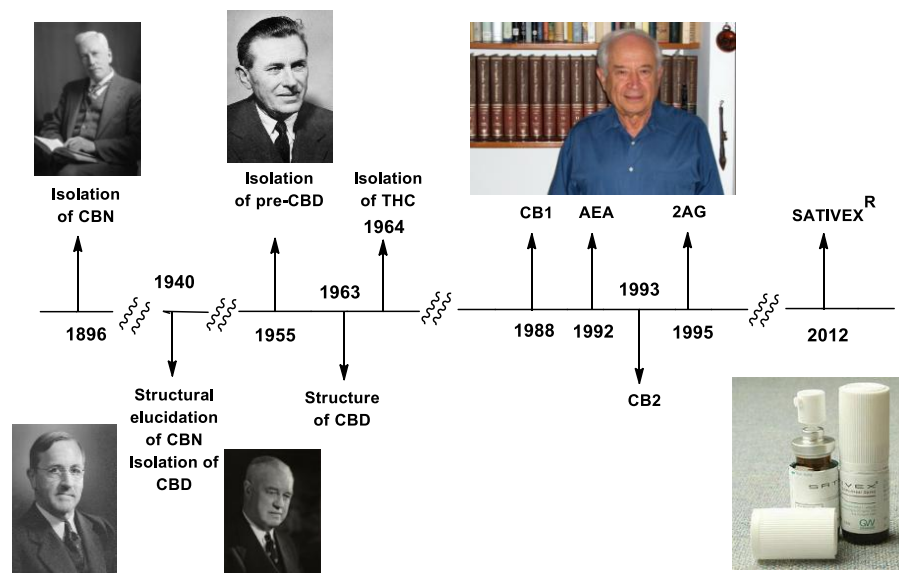 Isolation
of CBN
1896
1940
Structural
elucidation
of CBN
Isolation of
CBD
Isolation
of pre-CBD
1955
1963
Structure
of CBD
Isolation
of THC
1964
CB1
1988
AEA
1992
1993
CB2
2AG
1995
SATIVEX R
2012
GW